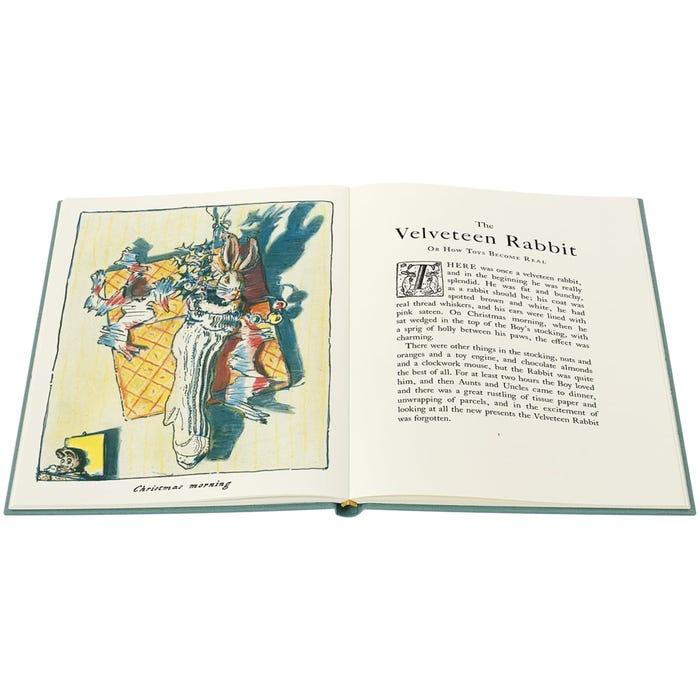 Christmas morning
The
Velveteen Rabbit
Or How Toys Become Real
THERE was once a velveteen rabbit,
and in the beginning he was really
splendid. He was fat and bunchy,
as a rabbit should be; his coat was
spotted brown and white, he had
real thread whiskers, and his ears were lined with
pink sateen. On Christmas morning, when he
sat wedged in the top of the Boy's stocking, with
a sprig of holly between his paws, the effect was
charming.
There were other things in the stocking, nuts and
oranges and a toy engine, and chocolate almonds
and a clockwork mouse, but the Rabbit was quite
the best of all. For at least two hours the Boy loved
him, and then Aunts and Uncles came to dinner,
and there was a great rustling of tissue paper and
unwrapping of parcels, and in the excitement of
looking at all the new presents the Velveteen Rabbit
was forgotten.